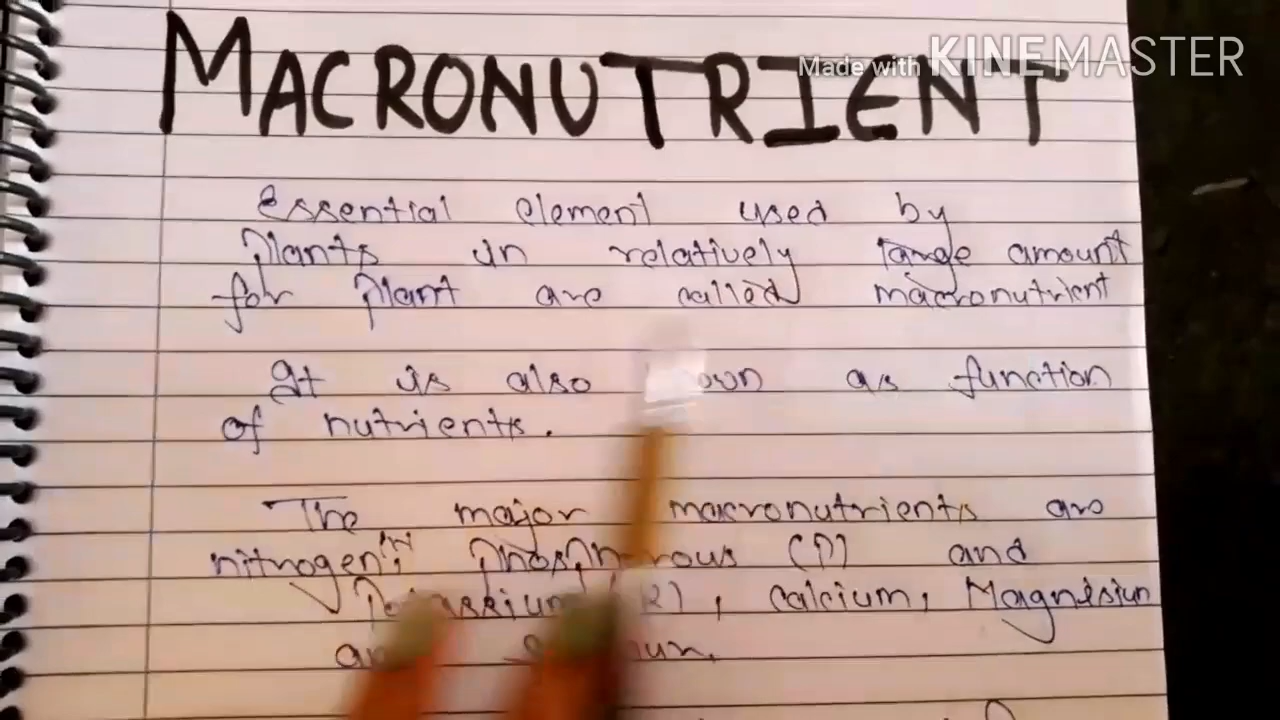 Made with KINEMASTER
MACRONUTRIENT
Essential element used by
plants in relatively large amount
for plant are called macronutrient
It is also as function
of nutrients.
The major macronutrients are
nitrogen(N), Phosphorous (P) and
(K), calcium, Magnesium